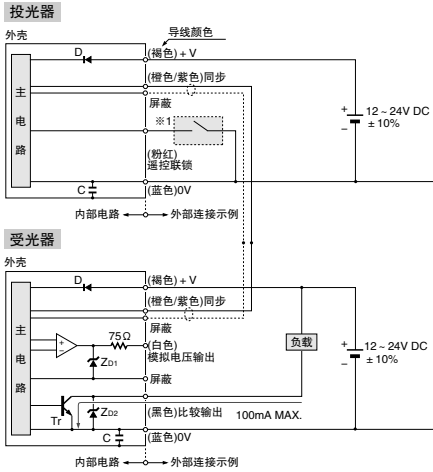 投光器
外壳
导线颜色
D
(褐色) + V
(橙色/紫色)同步
屏蔽
主
电
路
※1
(粉红)
遥控联锁
C
(蓝色)0V
+
−
12 ~ 24V DC
± 10%
内部电路
外部连接示例
受光器
外壳
D
(褐色) + V
(橙色/紫色)同步
屏蔽
主
电
路
+
−
75Ω
(白色)
模拟电压输出
ZD1
屏蔽
负载
+
−
12 ~ 24V DC
± 10%
Tr
ZD2
(黑色)比较输出
100mA MAX.
C
(蓝色)0V
内部电路
外部连接示例